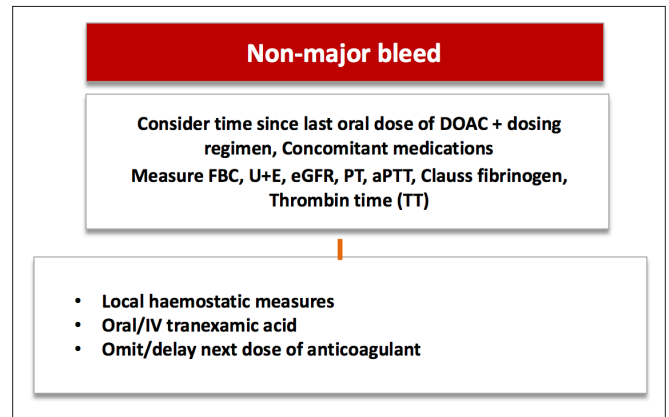 Non-major bleed
Consider time since last oral dose of DOAC + dosing
regimen, Concomitant medications
Measure FBC, U+E, eGFR, PT, aPTT, Clauss fibrinogen,
Thrombin time (TT)
• Local haemostatic measures
• Oral/IV tranexamic acid
• Omit/delay next dose of anticoagulant